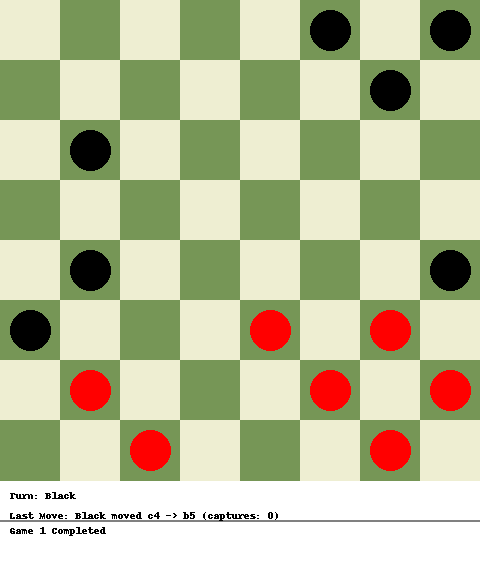 Turn: Black
Last Move: Black moved c4 -> b5 (captures: 0)
Game 1 Completed